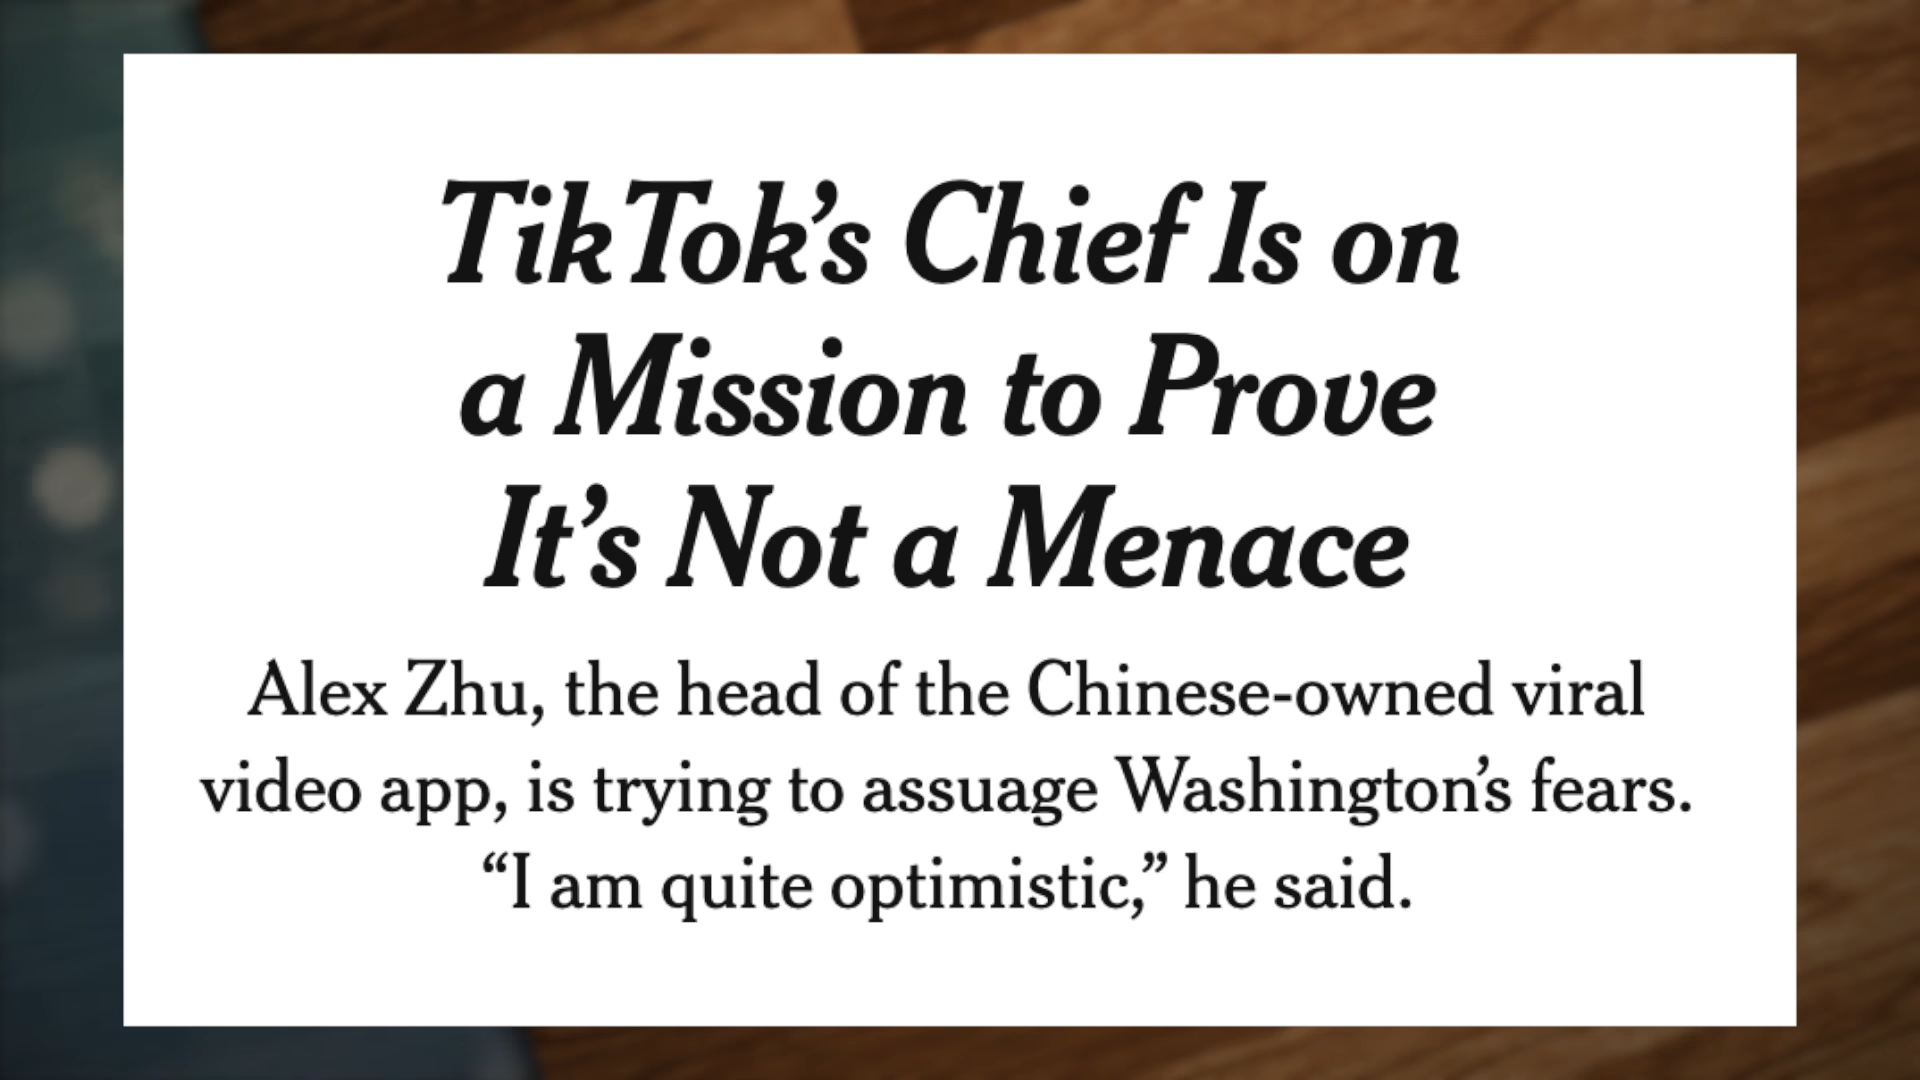 TikTok’s Chief Is on
a Mission to Prove
It’s Not a Menace
Alex Zhu, the head of the Chinese-owned viral
video app, is trying to assuage Washington’s fears.
“I am quite optimistic,” he said.